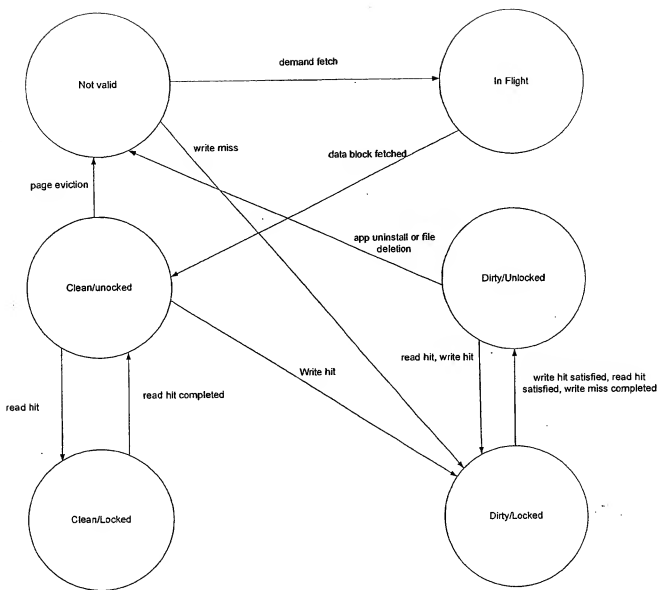 demand fetch
Not valid
In Flight
write miss
data block fetched
page eviction
app uninstall or file
deletion
Clean/unocked
Dirty/Unlocked
read hit, write hit
Write hit
write hit satisfied, read hit
satisfied, write miss completed
read hit completed
read hit
Clean/Locked
Dirty/Locked